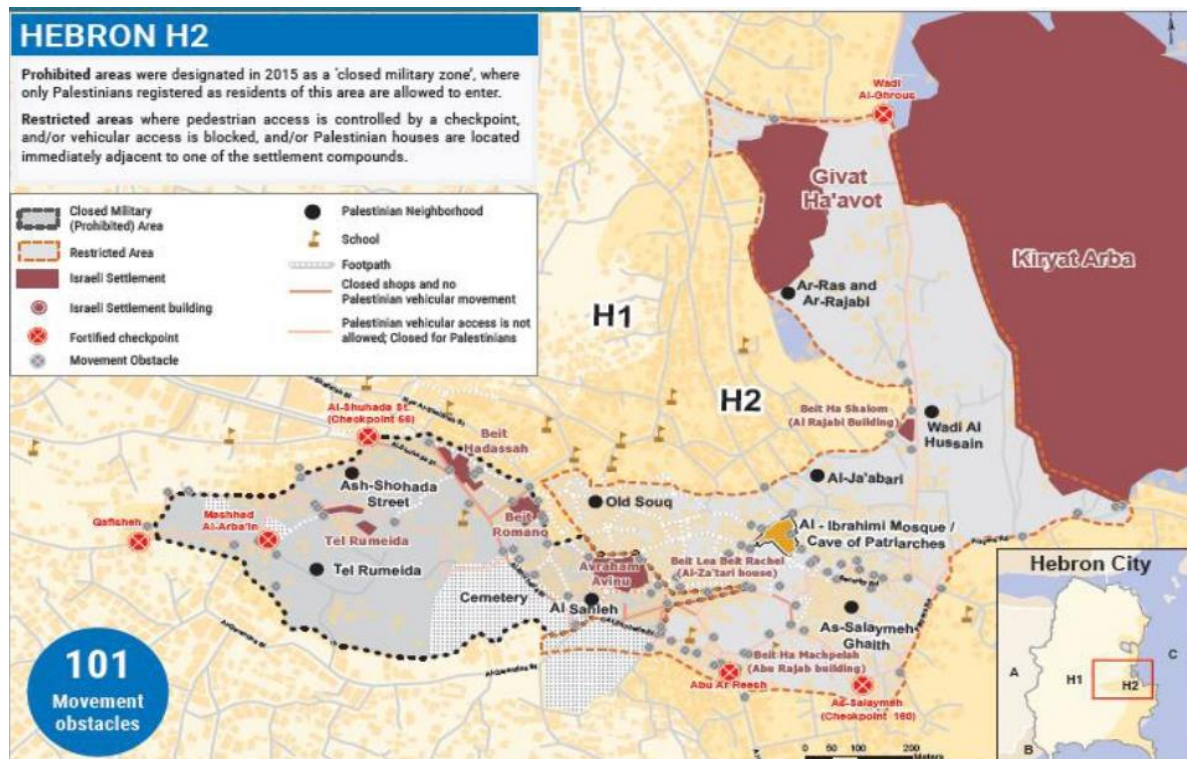 HEBRON H2
Prohibited areas were designated in 2015 as a 'closed military zone', where
only Palestinians registered as residents of this area are allowed to enter.
Restricted areas where pedestrian access is controlled by a checkpoint,
and/or vehicular access is blocked, and/or Palestinian houses are located
immediately adjacent to one of the settlement compounds.
Closed Military
(Prohibited) Area
Restricted Area
Israeli Settlement
Israeli Settlement building
Fortified checkpoint
Movement Obstacle
Palestinian Neighborhood
School
Footpath
Closed shops and no
Palestinian vehicular movement
Palestinian vehicular access is not
allowed; Closed for Palestinians
Wadi
Al-Ghrous
Givat
Ha'avot
Kiryat Arba
Ar-Ras and
Ar-Rajabi
H1
H2
Al-Shuhada St.
(Checkpoint 56)
Beit
Hadassah
Beit Ha Shalom
(Al Rajabi Building)
Wadi Al
Hussain
Ash-Shohada
Street
Al-Ja'abari
Old Souq
Qafisheh
Mashhad
Al-Arba'in
Beit
Romano
Al - Ibrahimi Mosque /
Cave of Patriarches
Tel Rumeida
Tel Rumeida
Avraham
Avinu
Beit Lea Beit Rachel
(Al-Za'tari house)
Cemetery
Al Sahleh
As-Salaymeh
Ghaith
Beit Ha Machpelah
(Abu Rajab building)
Abu Ar Reesh
As-Salaymeh
(Checkpoint 160)
101
Movement
obstacles
0 50 100 200
Meters
Hebron City
A
H1
H2
C
B